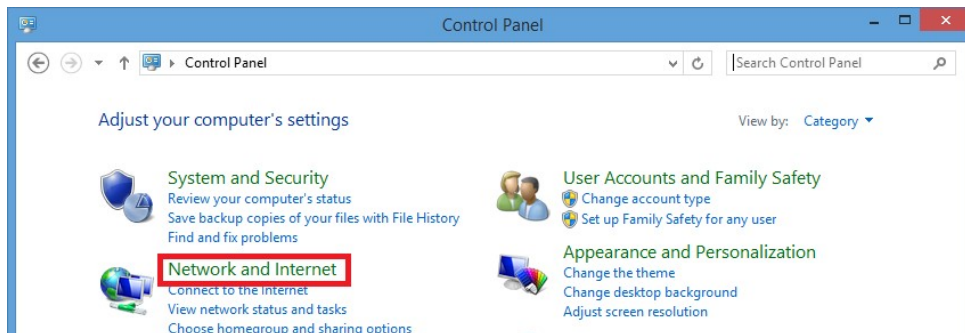 Control Panel
Control Panel
Search Control Panel
Adjust your computer's settings
View by: Category
System and Security
Review your computer's status
Save backup copies of your files with File History
Find and fix problems
Network and Internet
Connect to the Internet
View network status and tasks
Choose homegroup and sharing options
User Accounts and Family Safety
Change account type
Set up Family Safety for any user
Appearance and Personalization
Change the theme
Change desktop background
Adjust screen resolution